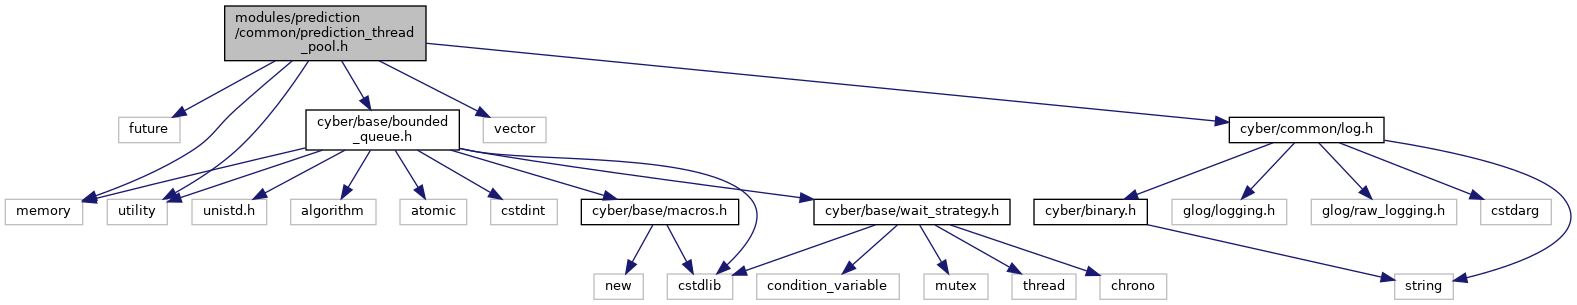 modules/prediction
/common/prediction_thread
_pool.h
future
cyber/base/bounded
_queue.h
vector
cyber/common/log.h
memory
utility
unistd.h
algorithm
atomic
cstdint
cyber/base/macros.h
cyber/base/wait_strategy.h
cyber/binary.h
glog/logging.h
glog/raw_logging.h
cstdarg
new
cstdlib
condition_variable
mutex
thread
chrono
string